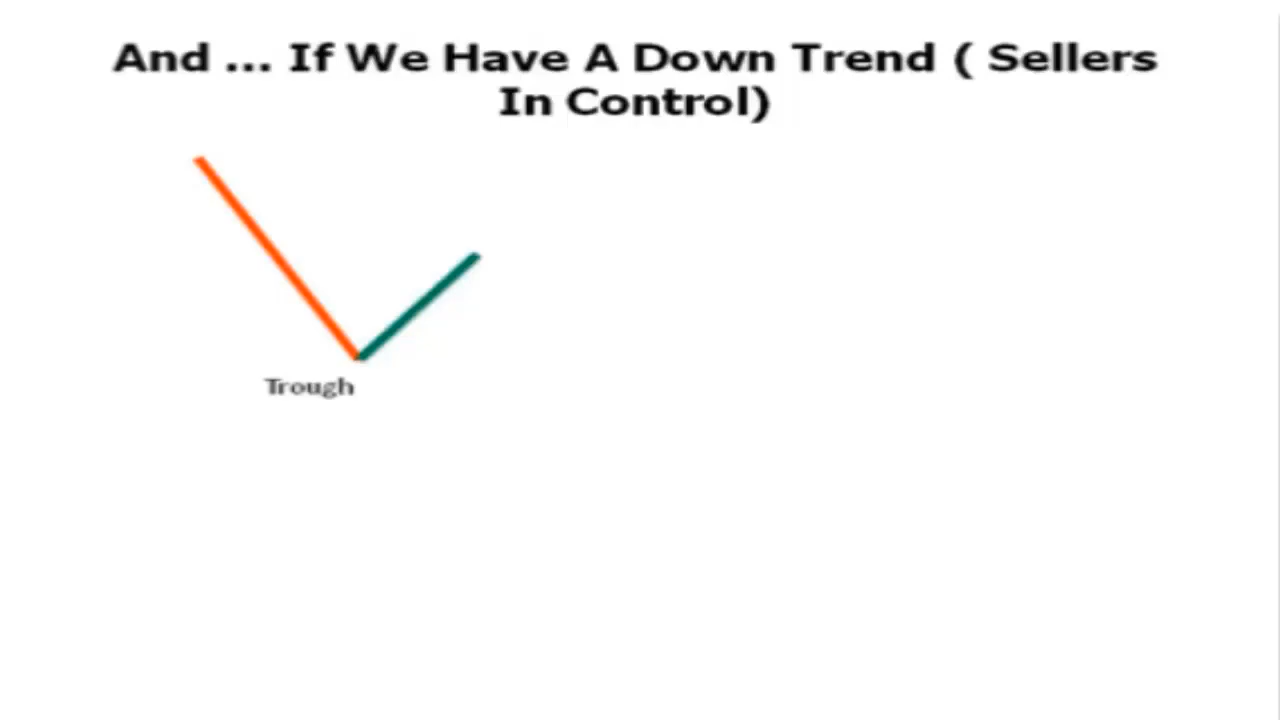 And ... If We Have A Down Trend ( Sellers
In Control)
Trough